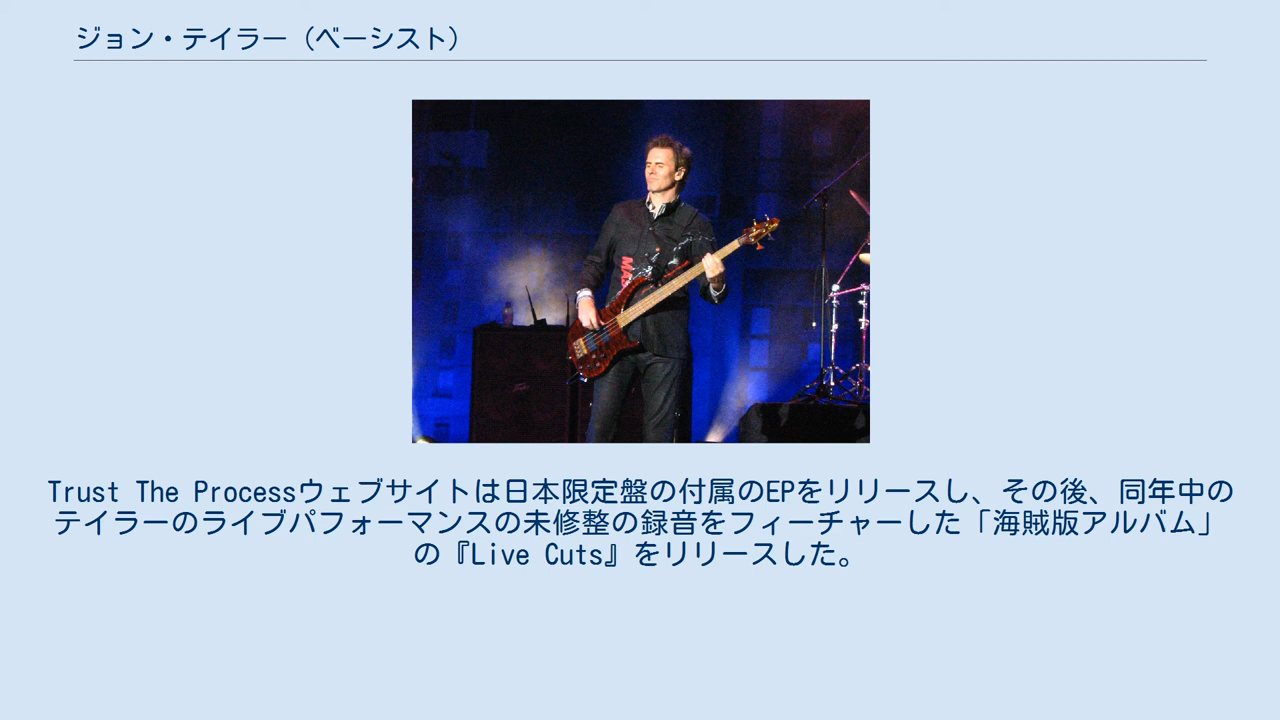 ジョン・テイラー（ベーシスト）
Trust The Processウェブサイトは日本限定盤の付属のEPをリリースし、その後、同年中の
テイラーのライブパフォーマンスの未修整の録音をフィーチャーした「海賊版アルバム」
の『Live Cuts』をリリースした。